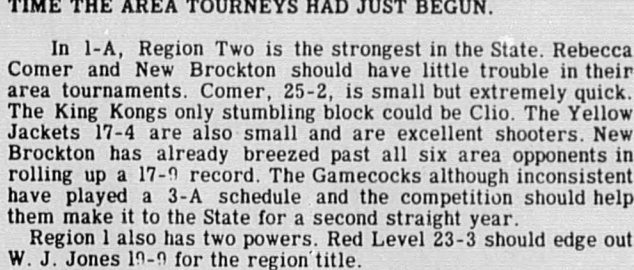 TIME THE AREA TOURNEYS HAD JUST BEGUN.
In 1-A, Region Two is the strongest in the State. Rebecca
Comer and New Brockton should have little trouble in their
area tournaments. Comer, 25-2, is small but extremely quick.
The King Kongs only stumbling block could be Clio. The Yellow
Jackets 17-4 are also small and are excellent shooters. New
Brockton has already breezed past all six area opponents in
rolling up a 17-9 record. The Gamecocks although inconsistent
have played a 3-A schedule and the competition should help
them make it to the State for a second straight year.
Region 1 also has two powers. Red Level 23-3 should edge out
W. J. Jones 19-9 for the region title.